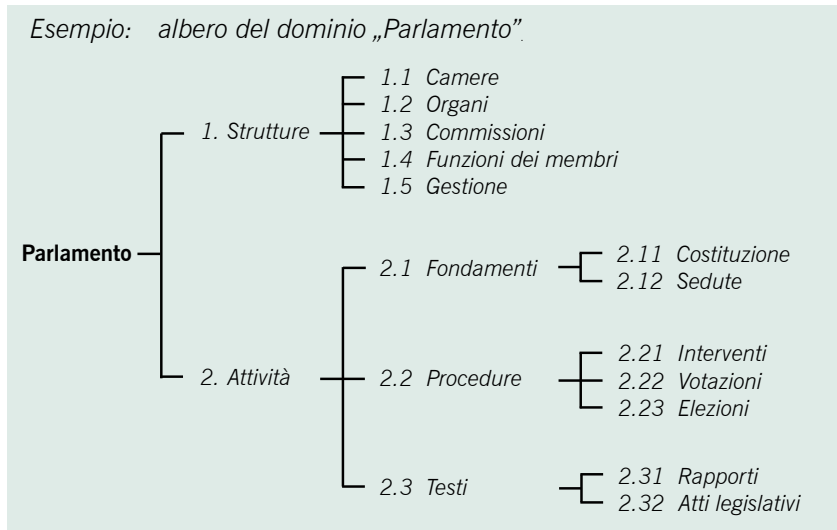 Esempio: albero del dominio „Parlamento”.
1.1 Camere
1.2 Organi
1. Strutture
1.3 Commissioni
1.4 Funzioni dei membri
1.5 Gestione
Parlamento
2.1 Fondamenti
2.11 Costituzione
2.12 Sedute
2. Attività
2.2 Procedure
2.21 Interventi
2.22 Votazioni
2.23 Elezioni
2.3 Testi
2.31 Rapporti
2.32 Atti legislativi